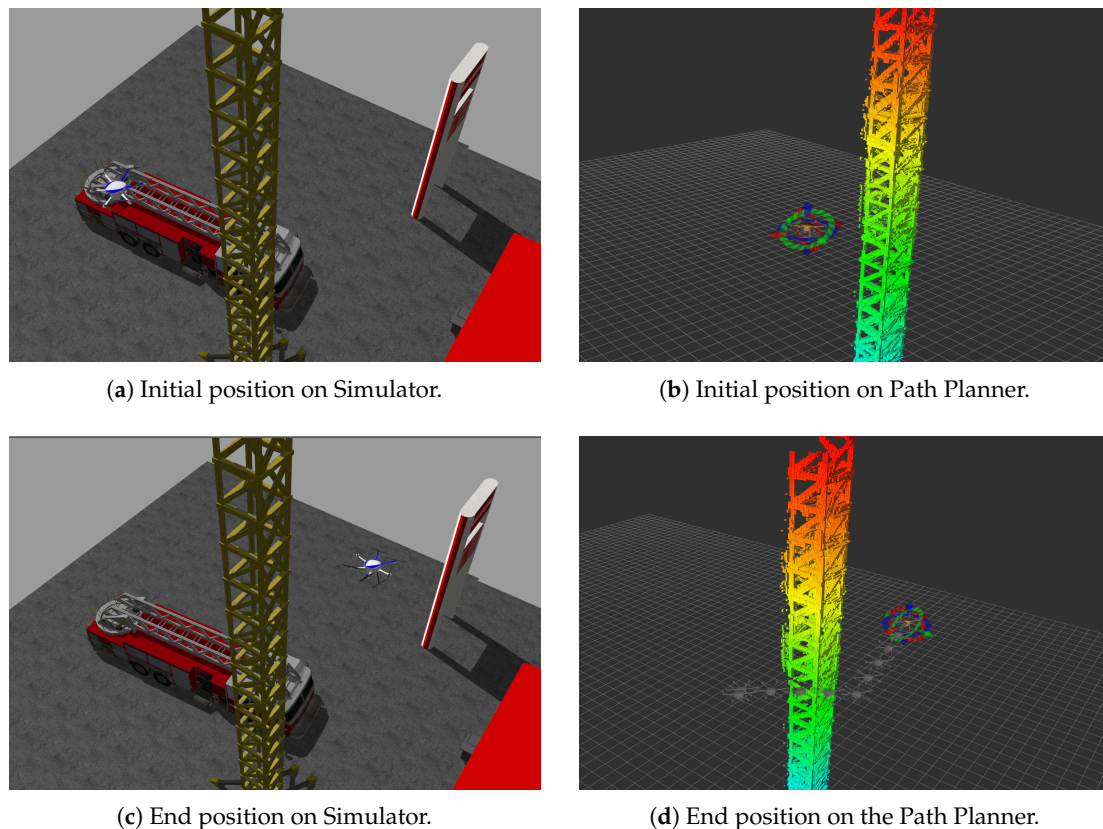 (a) Initial position on Simulator.
(b) Initial position on Path Planner.
(c) End position on Simulator.
(d) End position on the Path Planner.